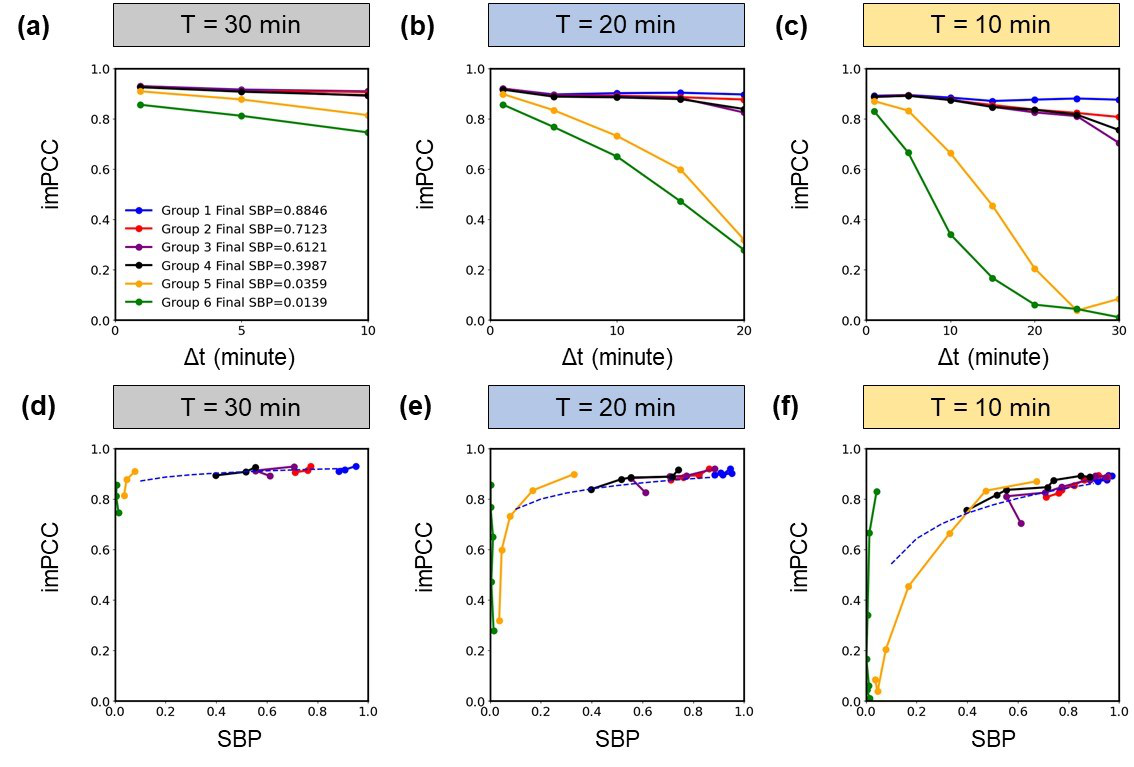 (a) T = 30 min (b) T = 20 min (c) T = 10 min
1.0 1.0 1.0
0.8 0.8 0.8
0.6 0.6 0.6
0.4 0.4 0.4
0.2 0.2 0.2
0.0 0.0 0.0
imPCC imPCC imPCC
Group 1 Final SBP=0.8846
Group 2 Final SBP=0.7123
Group 3 Final SBP=0.6121
Group 4 Final SBP=0.3987
Group 5 Final SBP=0.0359
Group 6 Final SBP=0.0139
0 5 10 0 10 20 0 10 20 30
Δt (minute) Δt (minute) Δt (minute)
(d) T = 30 min (e) T = 20 min (f) T = 10 min
1.0 1.0 1.0
0.8 0.8 0.8
0.6 0.6 0.6
0.4 0.4 0.4
0.2 0.2 0.2
0.0 0.0 0.0
imPCC imPCC imPCC
0.0 0.2 0.4 0.6 0.8 1.0 0.0 0.2 0.4 0.6 0.8 1.0 0.0 0.2 0.4 0.6 0.8 1.0
SBP SBP SBP